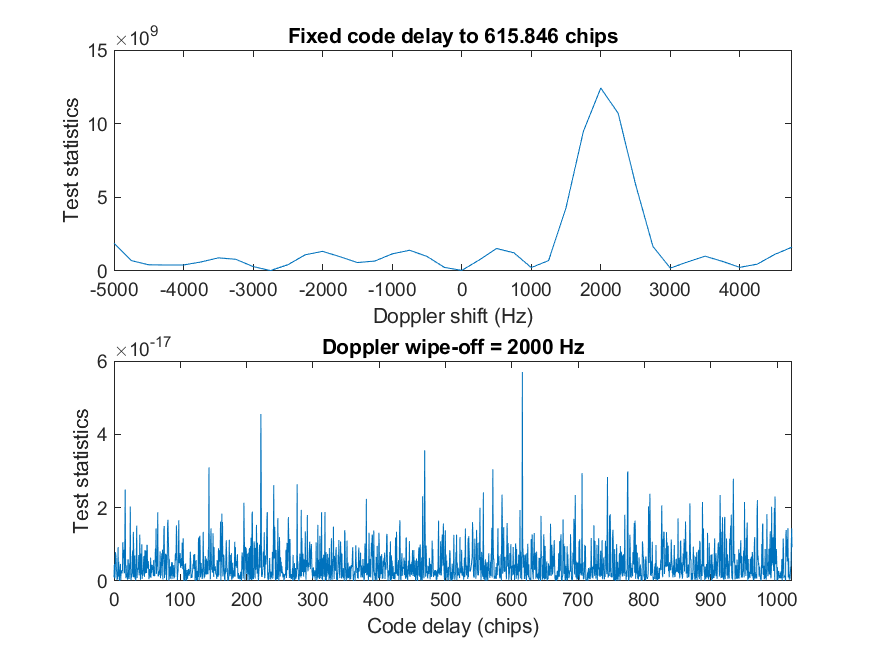 Fixed code delay to 615.846 chips
×10^9
15
10
5
0
Test statistics
-5000 -4000 -3000 -2000 -1000 0 1000 2000 3000 4000
Doppler shift (Hz)
Doppler wipe-off = 2000 Hz
×10^-17
6
4
2
0
Test statistics
0 100 200 300 400 500 600 700 800 900 1000
Code delay (chips)